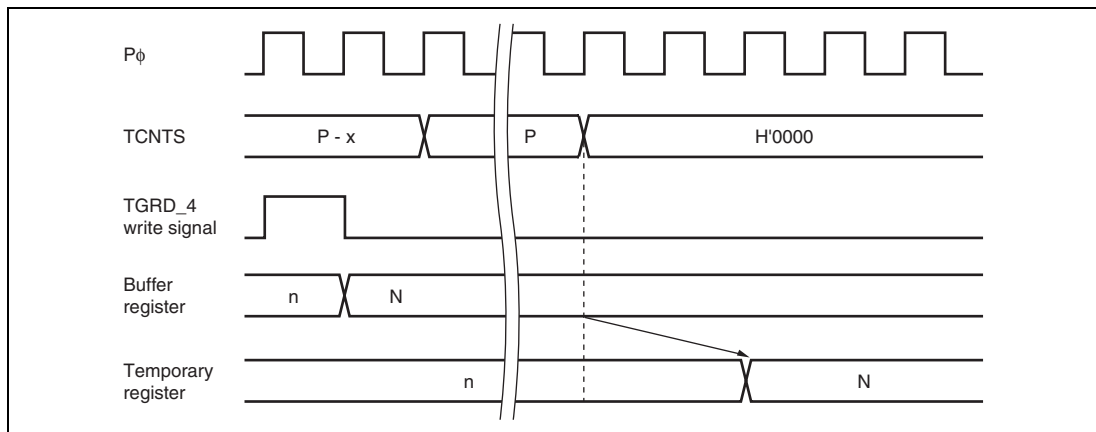 Pϕ
TCNTS
P - x
P
H'0000
TGRD_4
write signal
Buffer
register
n
N
Temporary
register
n
N